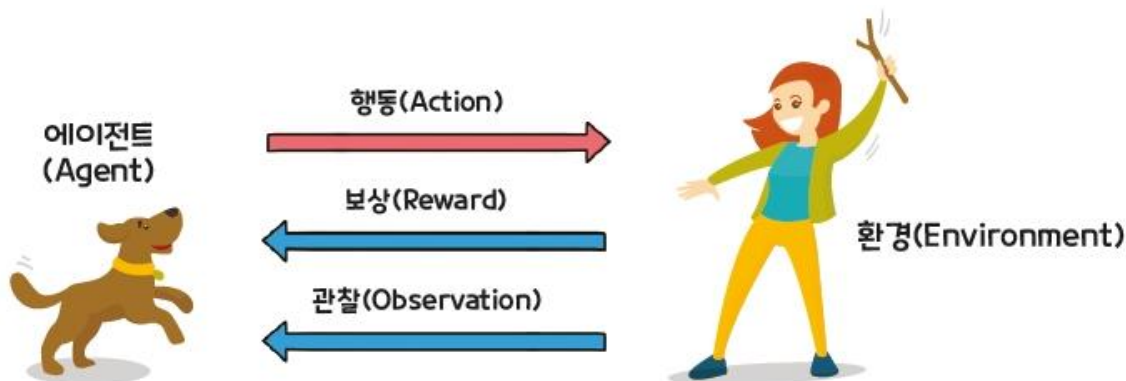 행동(Action)
에이전트
(Agent)
보상(Reward)
환경(Environment)
관찰(Observation)